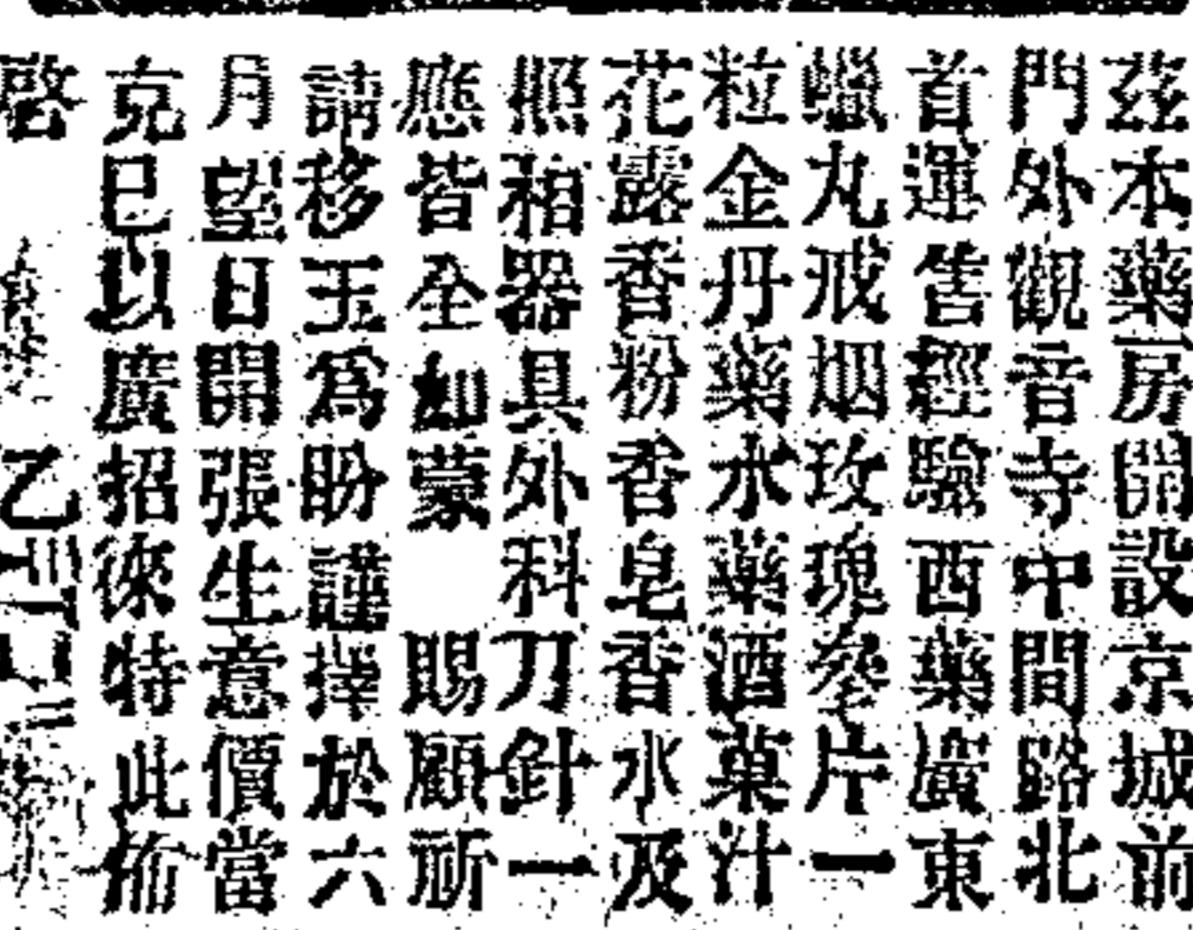 茲本藥房開設京城前
門外觀音寺中間路北
首運售經驗西藥廣東
蠟丸戒烟玫瑰參片一
粒金丹藥水藥酒菓汁
花露香粉香皂香水及
照相器具外科刀針一
應皆全如蒙 賜顧祈
請移玉為盼謹擇於六
月望日開張生意價當
克已以廣招徠特此佈
啓